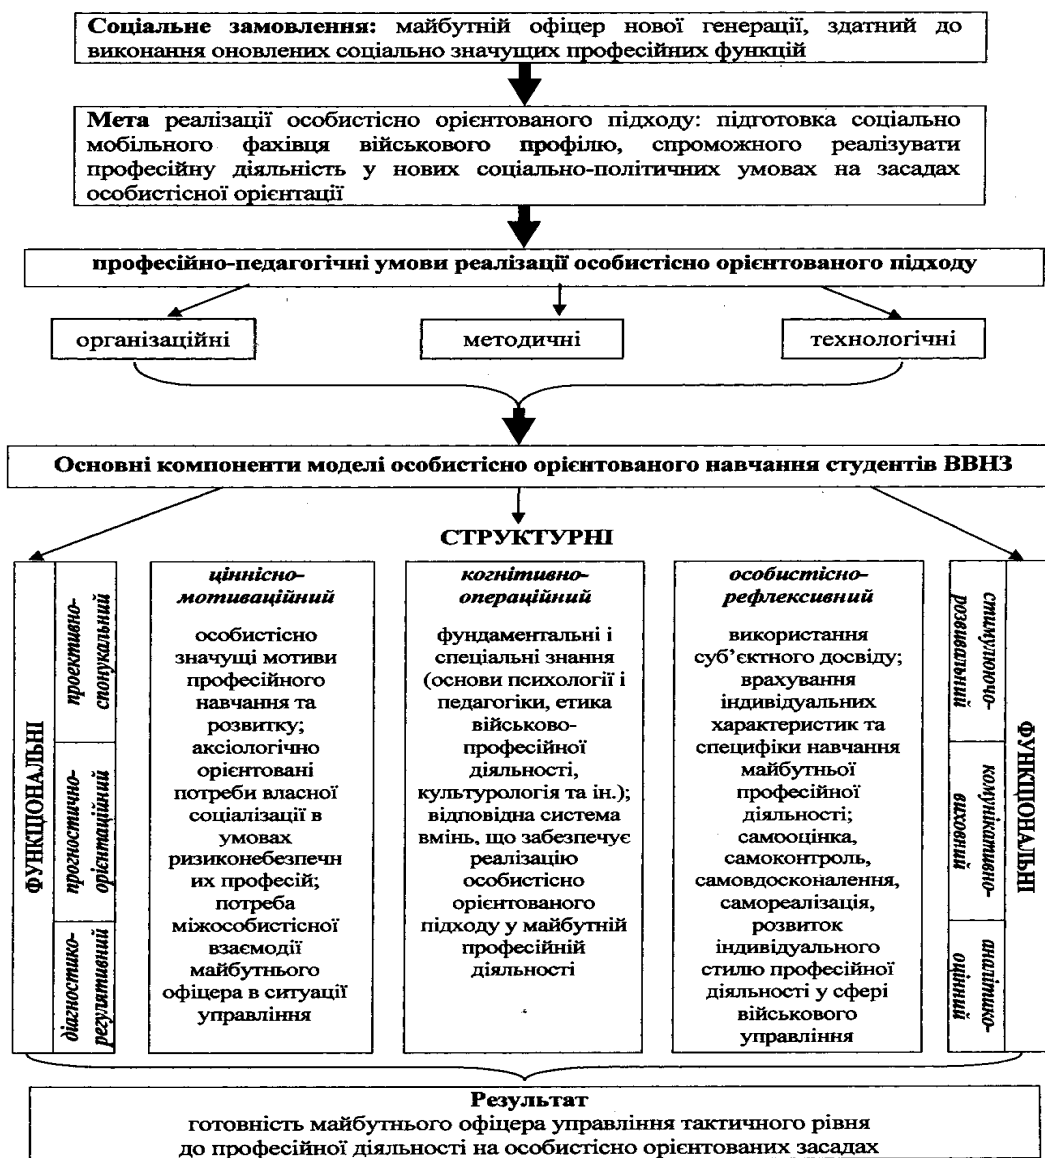 Соціальне замовлення: майбутній офіцер нової генерації, здатний до
виконання оновлених соціально значущих професійних функцій
Мета реалізації особистісно орієнтованого підходу: підготовка соціально
мобільного фахівця військового профілю, спроможного реалізувати
професійну діяльність у нових соціально-політичних умовах на засадах
особистісної орієнтації
професійно-педагогічні умови реалізації особистісно орієнтованого підходу
організаційні
методичні
технологічні
Основні компоненти моделі особистісно орієнтованого навчання студентів ВВНЗ
СТРУКТУРНІ
ФУНКЦІОНАЛЬНІ
проективно-
спонукальний
прогностично-
орієнтаційний
діагностико-
регулятивний
ціннісно-
мотиваційний
особистісно
значущі мотиви
професійного
навчання та
розвитку;
аксіологічно
орієнтовані
потреби власної
соціалізації в
умовах
ризиконебезпечн
их професій;
потреба
міжособистісної
взаємодії
майбутнього
офіцера в ситуації
управління
когнітивно-
операційний
фундаментальні і
спеціальні знання
(основи психології і
педагогіки, етика
військово-
професійної
діяльності,
культурологія та ін.);
відповідна система
вмінь, що забезпечує
реалізацію
особистісно
орієнтованого
підходу у майбутній
професійній
діяльності
особистісно-
рефлексивний
використання
суб’єктного досвіду;
врахування
індивідуальних
характеристик та
специфіки навчання
майбутньої
професійної
діяльності;
самооцінка,
самоконтроль,
самовдосконалення,
самореалізація,
розвиток
індивідуального
стилю професійної
діяльності у сфері
військового
управління
стимулюючо-
розвивальний
комунікативно-
виховний
аналітико-
оцінний
ФУНКЦІОНАЛЬНІ
Результат
готовність майбутнього офіцера управління тактичного рівня
до професійної діяльності на особистісно орієнтованих засадах